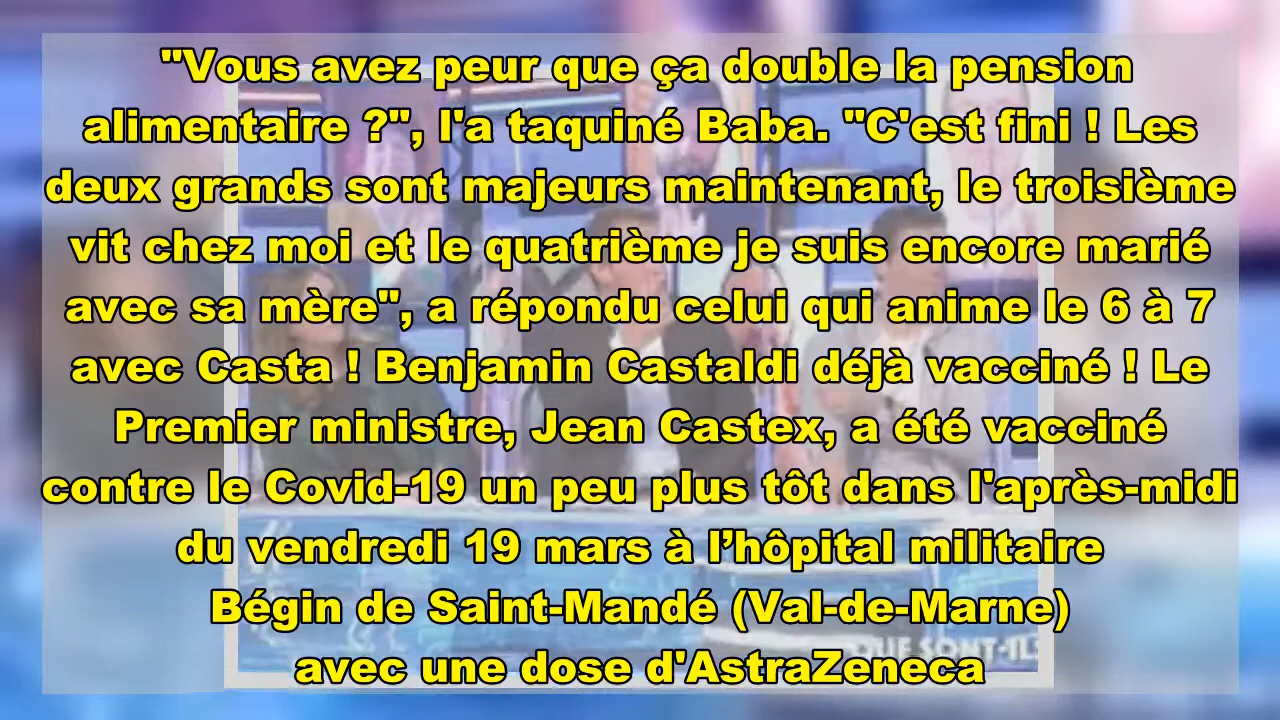 "Vous avez peur que ça double la pension
alimentaire ?", l'a taquiné Baba. "C'est fini ! Les
deux grands sont majeurs maintenant, le troisième
vit chez moi et le quatrième je suis encore marié
avec sa mère", a répondu celui qui anime le 6 à 7
avec Casta ! Benjamin Castaldi déjà vacciné ! Le
Premier ministre, Jean Castex, a été vacciné
contre le Covid-19 un peu plus tôt dans l'après-midi
du vendredi 19 mars à l’hôpital militaire
Bégin de Saint-Mandé (Val-de-Marne)
QUE SONT-ILS
avec une dose d'AstraZeneca